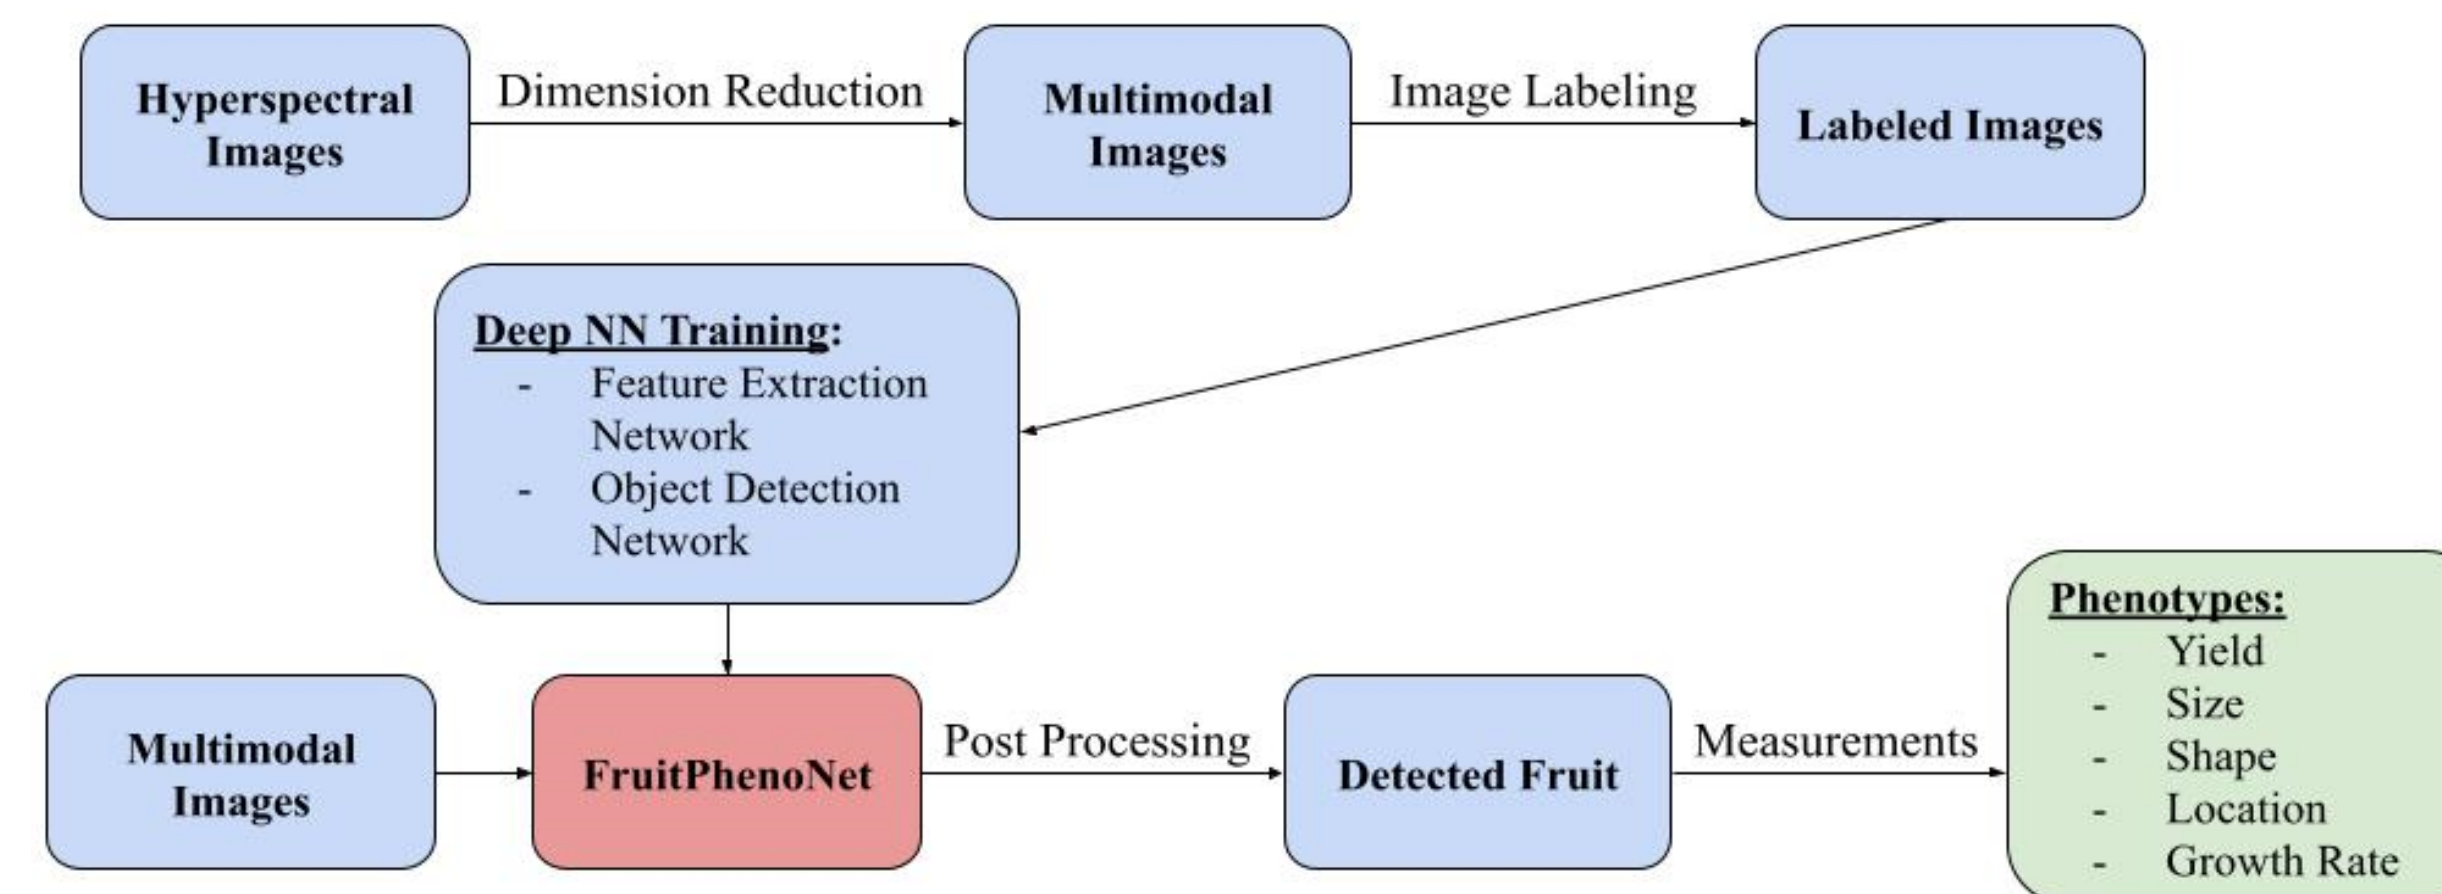 Hyperspectral
Images
Dimension Reduction
Multimodal
Images
Image Labeling
Labeled Images
Deep NN Training:
- Feature Extraction
Network
- Object Detection
Network
Multimodal
Images
FruitPhenoNet
Post Processing
Detected Fruit
Measurements
Phenotypes:
- Yield
- Size
- Shape
- Location
- Growth Rate